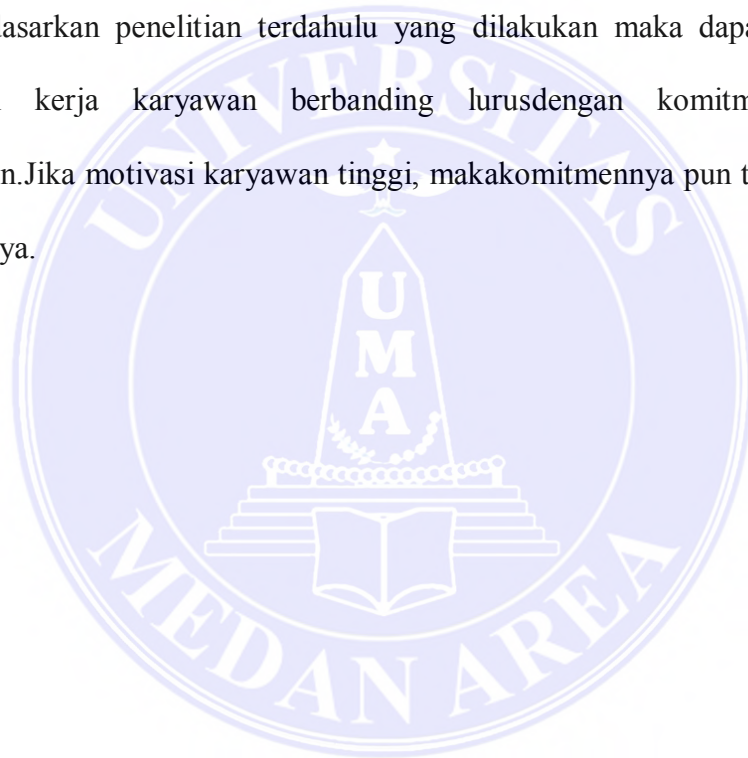 dasarkan penelitian terdahulu yang dilakukan maka dapa
kerja karyawan berbanding lurusdengan komitm
n.Jika motivasi karyawan tinggi, makakomitmennya pun t
ya.
UNIVERSITAS
UMA
MEDAN AREA